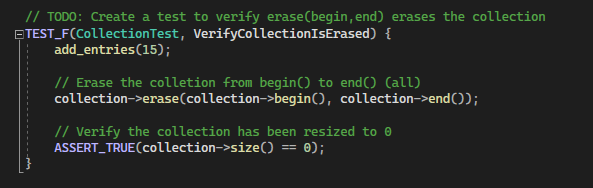 // TODO: Create a test to verify erase(begin,end) erases the collection
TEST_F(CollectionTest, VerifyCollectionIsErased) {
add_entries(15);
// Erase the colletion from begin() to end() (all)
collection->erase(collection->begin(), collection->end());
// Verify the collection has been resized to 0
ASSERT_TRUE(collection->size() == 0);
}